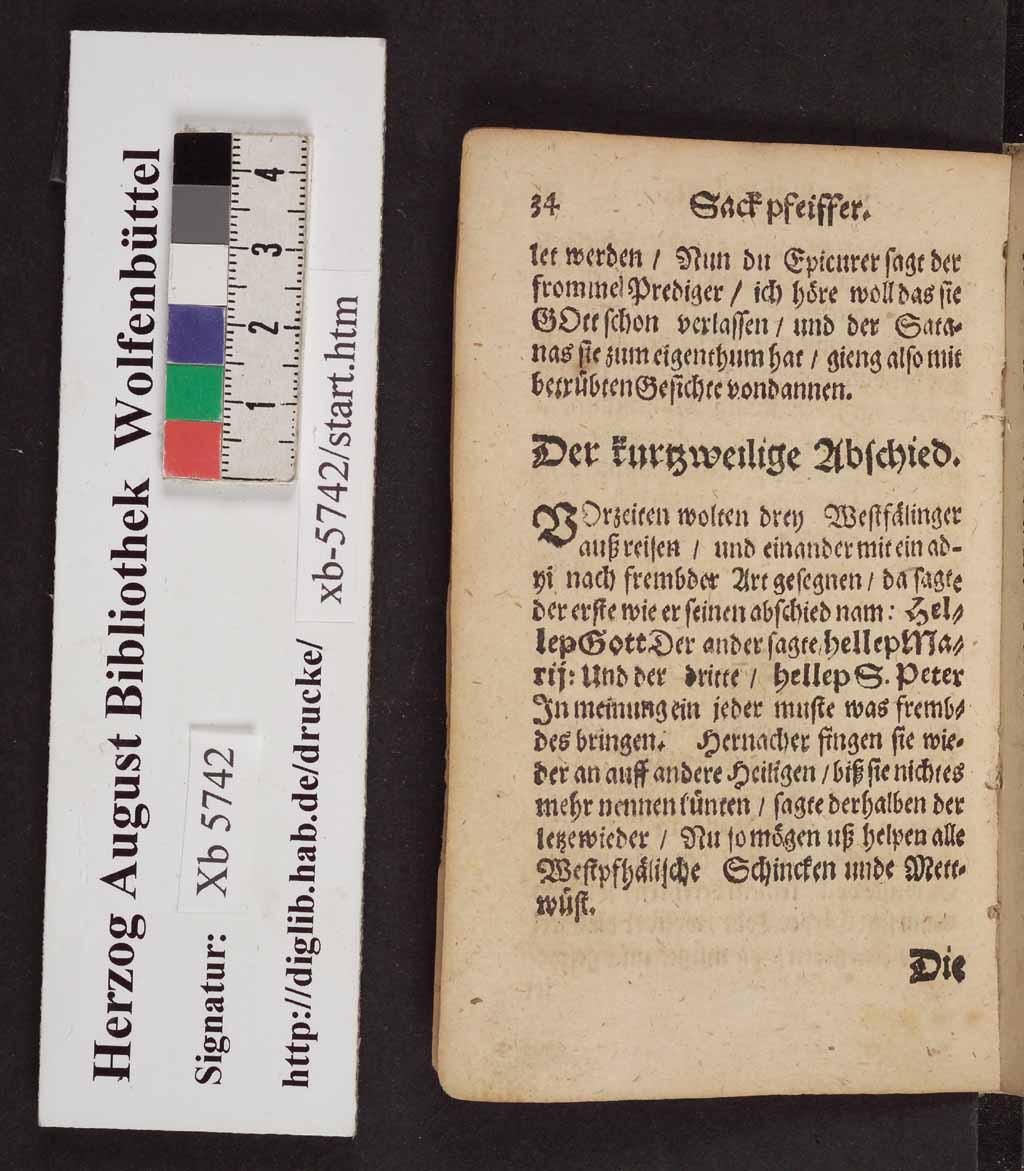 Herzog August Bibliothek Wolfenbüttel
Signatur: Xb 5742
http://diglib.hab.de/drucke/xb-5742/start.htm
1 2 3 4
34 Sackpfeiffer.
let werden / Nun du Epicurer sagt der
fromme Prediger / ich höre woll das sie
GOtt schon verlassen / und der Sata-
nas sie zum eigenthum hat / gieng also mit
betrübten Gesichte von dannen.
Der kurtzweilige Abschied.
VOrzeiten wolten drey Westfälinger
auß reisen / und einander mit ein ad-
yi nach frembder Art gesegnen / da sagte
der erste wie er seinen abschied nam: Hel-
lep Gott Der ander sagte / hellep Ma-
rij: Und der dritte / hellep S. Peter
In meinung ein jeder muste was fremb-
des bringen. Hernacher fingen sie wie-
der an auff andere Heiligen / biß sie nichtes
mehr nennen künten / sagte derhalben der
letze wieder / Nu so mögen uß helpen alle
Westpfhälische Schincken unde Mett-
wüst.
Die